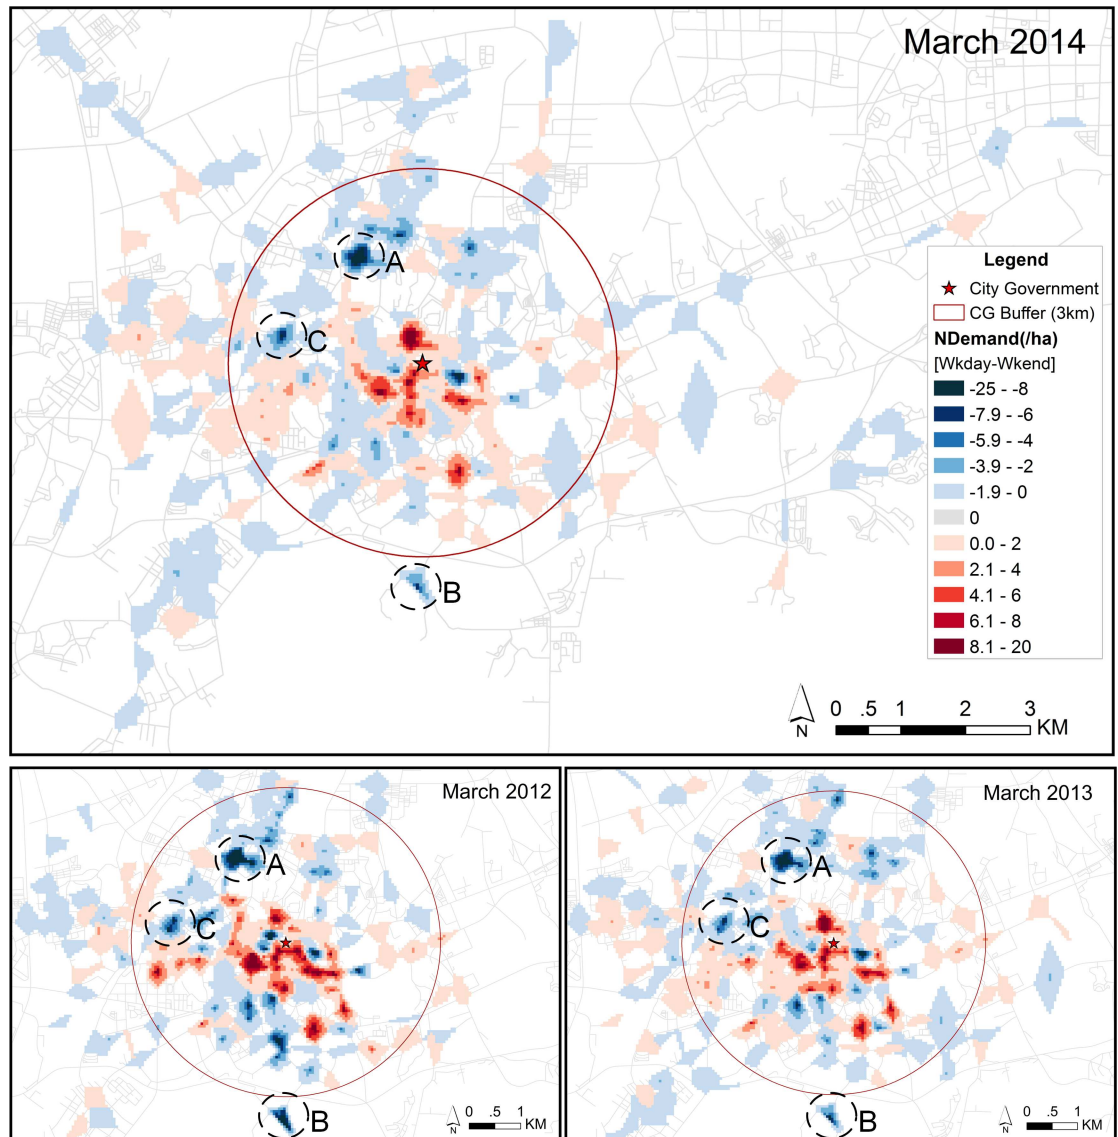 March 2014
A
C
B
Legend
City Government
CG Buffer (3km)
NDemand(/ha)
[Wkday-Wkend]
-25 - -8
-7.9 - -6
-5.9 - -4
-3.9 - -2
-1.9 - 0
0
0.0 - 2
2.1 - 4
4.1 - 6
6.1 - 8
8.1 - 20
N
0 .5 1 2 3
KM
March 2012
A
C
B
N
0 .5 1
KM
March 2013
A
C
B
N
0 .5 1
KM